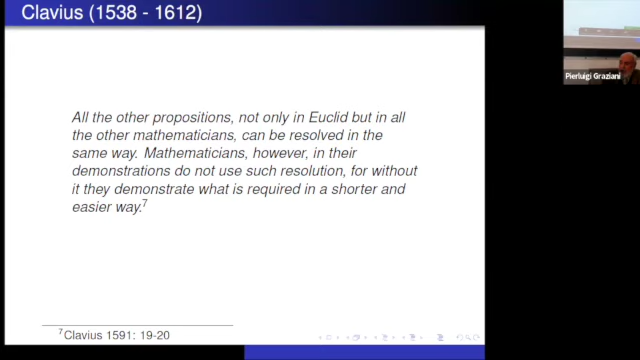 Clavius (1538 - 1612)
Pierluigi Graziani
All the other propositions, not only in Euclid but in all
the other mathematicians, can be resolved in the
same way. Mathematicians, however, in their
demonstrations do not use such resolution, for without
it they demonstrate what is required in a shorter and
easier way.7
7Clavius 1591: 19-20